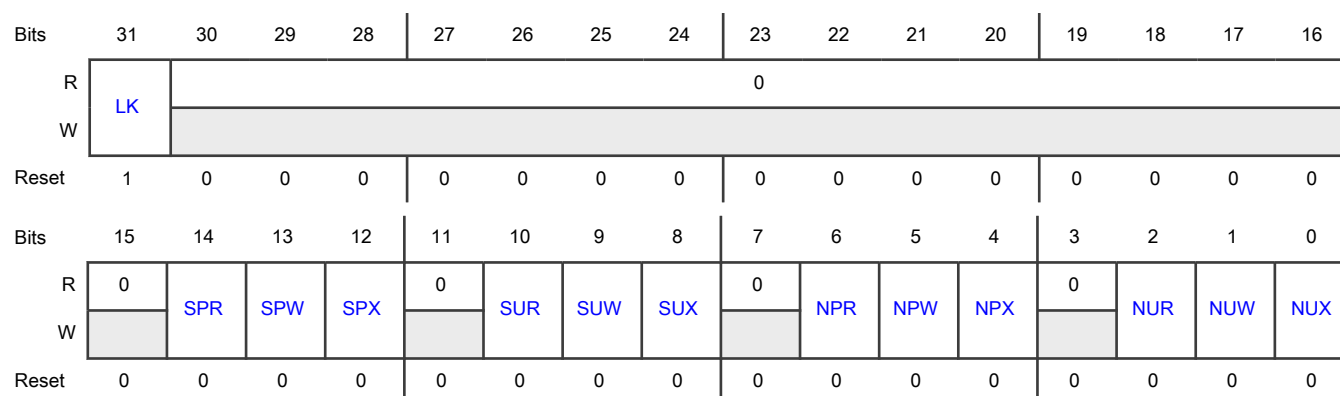 Bits 31 30 29 28 27 26 25 24 23 22 21 20 19 18 17 16
R LK 0
W
Reset 1 0 0 0 0 0 0 0 0 0 0 0 0 0 0 0
Bits 15 14 13 12 11 10 9 8 7 6 5 4 3 2 1 0
R 0 SPR SPW SPX 0 SUR SUW SUX 0 NPR NPW NPX 0 NUR NUW NUX
W
Reset 0 0 0 0 0 0 0 0 0 0 0 0 0 0 0 0